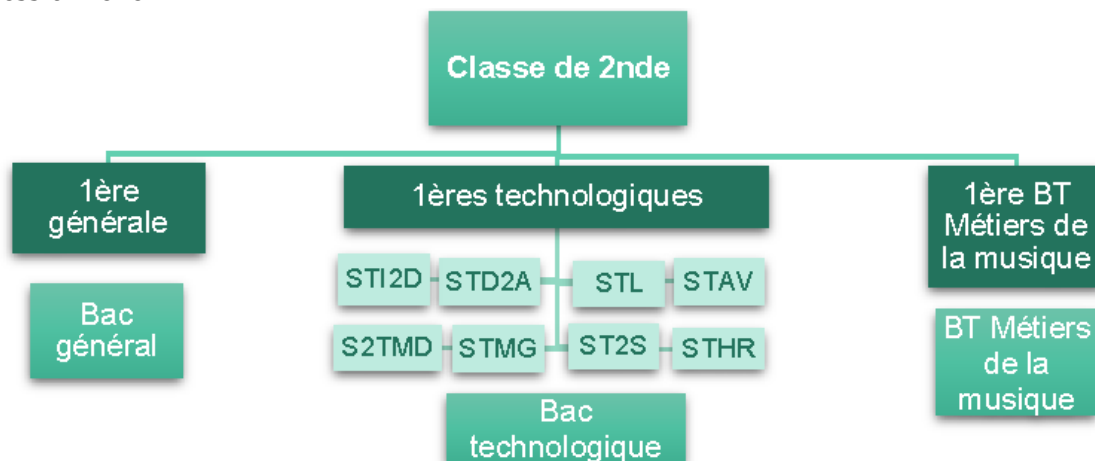 Classe de 2nde
1ère
générale
1ères technologiques
1ère BT
Métiers de
la musique
STI2D
STD2A
STL
STAV
Bac
général
S2TMD
STMG
ST2S
STHR
BT Métiers
de la
musique
Bac
technologique